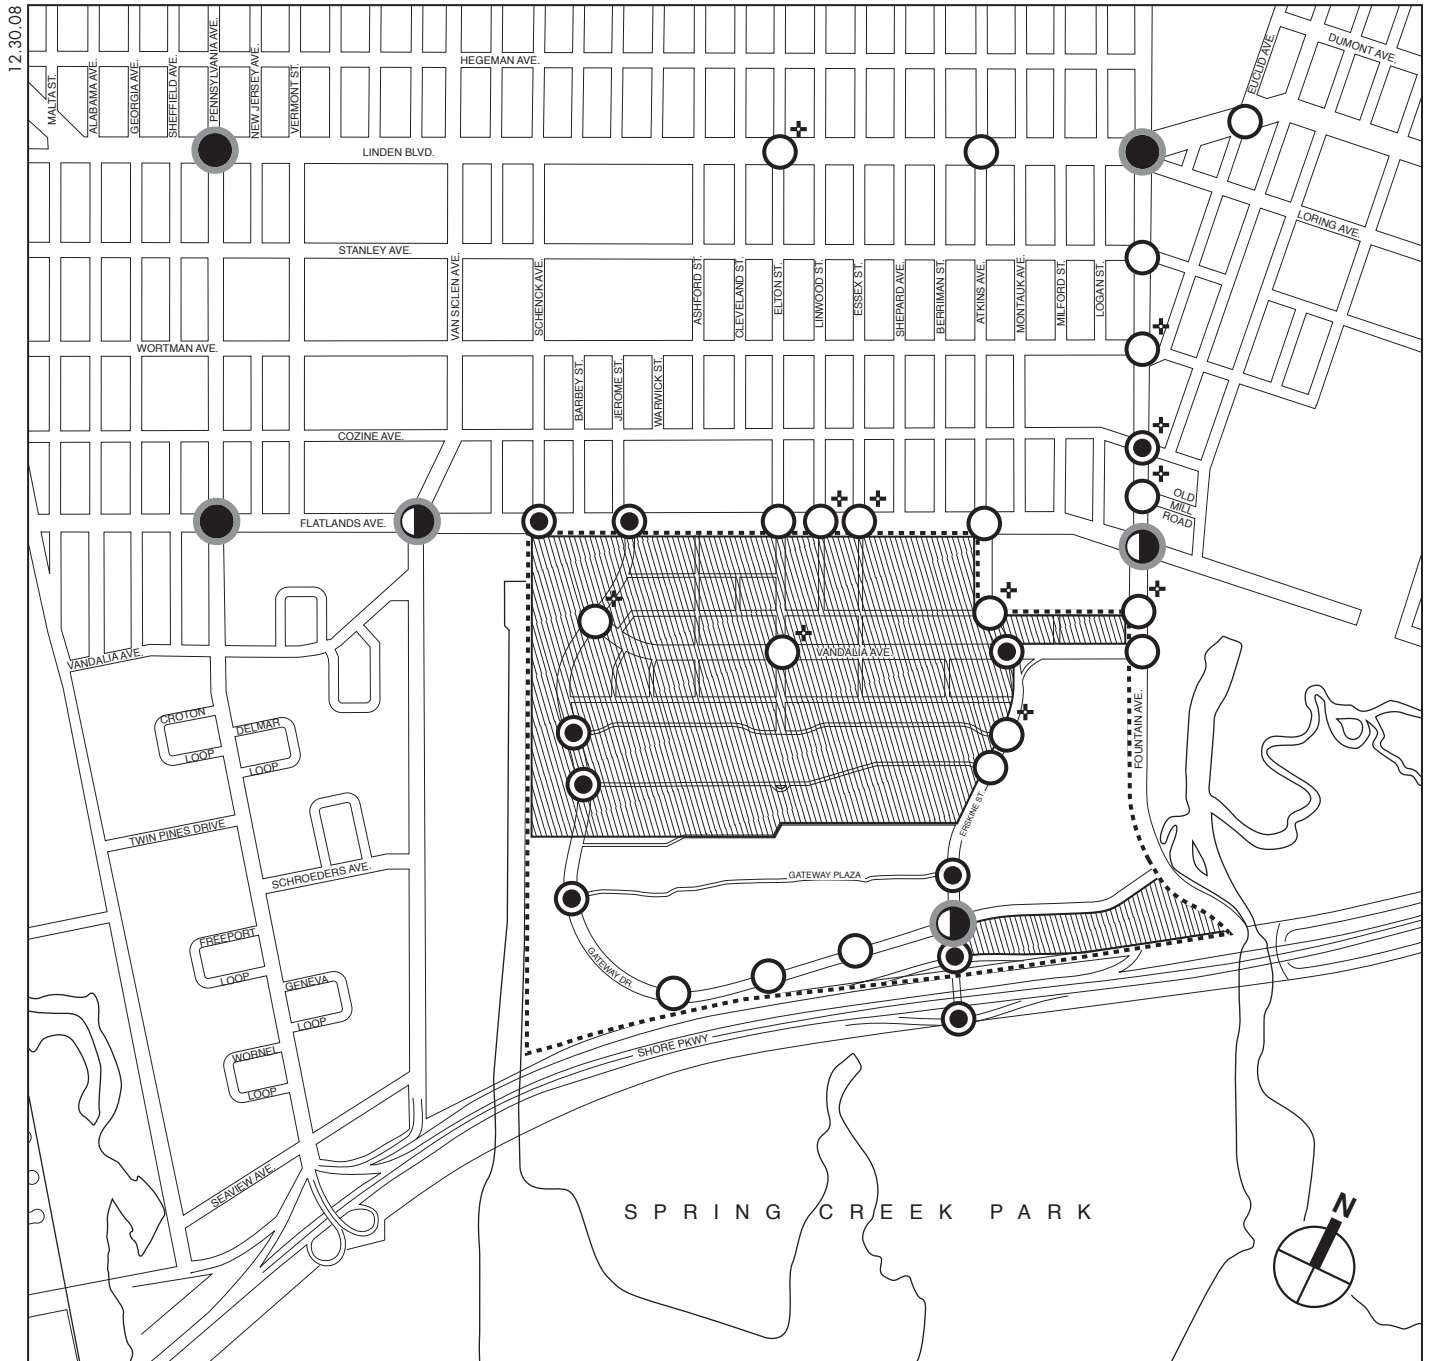 12.30.08
MALTA ST.
ALABAMA AVE.
GEORGIA AVE.
SHEFFIELD AVE.
PENNSYLVANIA AVE.
NEW JERSEY AVE.
VERMONT ST.
HEGEMAN AVE.
EUCLID AVE.
DUMONT AVE.
LINDEN BLVD.
LORING AVE.
STANLEY AVE.
VAN SICLEN AVE.
SCHENCK AVE.
ASHFORD ST.
CLEVELAND ST.
ELTON ST.
LINWOOD ST.
ESSEX ST.
SHEPARD AVE.
BERRIMAN ST.
ATKINS AVE.
MONTAUK AVE.
MILFORD ST.
LOGAN ST.
WORTMAN AVE.
BARBEY ST.
JEROME ST.
WARWICK ST.
COZINE AVE.
OLD
MILL
ROAD
FLATLANDS AVE.
VANDALIA AVE.
VANDALIA AVE.
FOUNTAIN AVE.
CROTON
LOOP
DELMAR
LOOP
ERSKINE ST.
TWIN PINES DRIVE
SCHROEDERS AVE.
GATEWAY PLAZA
FREEPORT
LOOP
GATEWAY DR.
GENEVA
LOOP
SHORE PKWY
WORNEL
LOOP
SEAVIEW AVE.
SPRING CREEK PARK
N